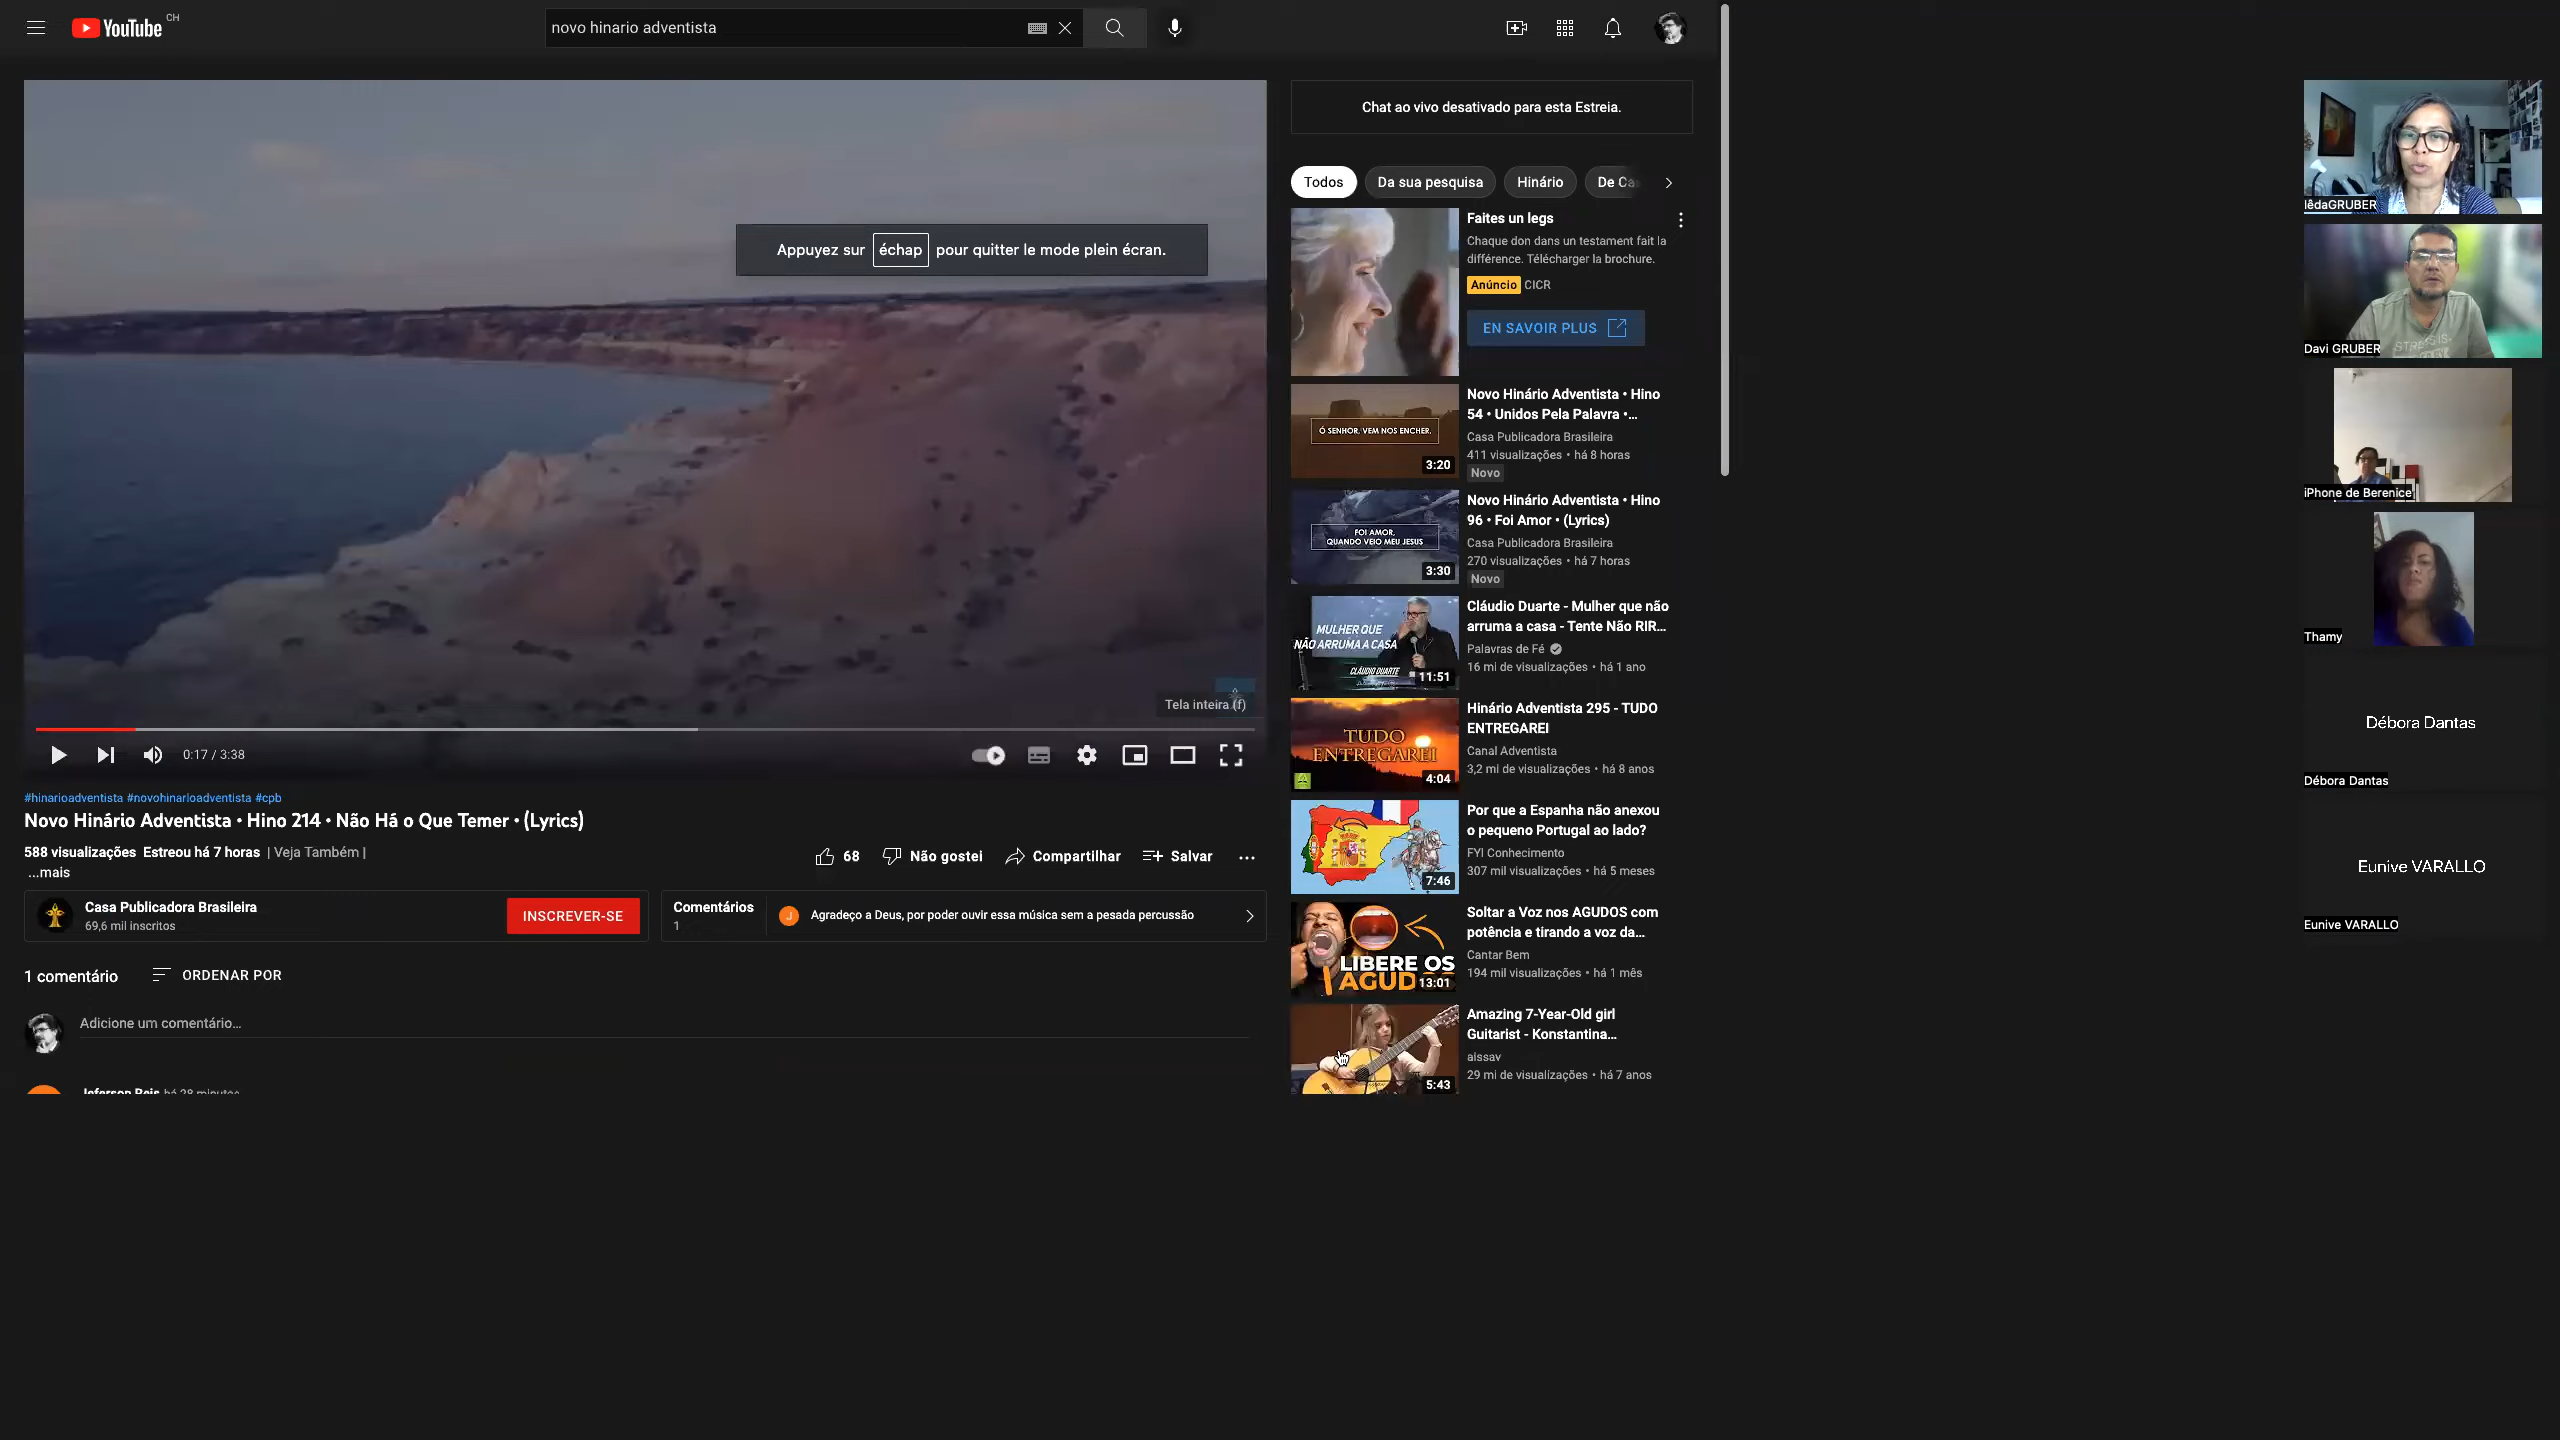 YouTube CH
novo hinario adventista
Appuyez sur échap pour quitter le mode plein écran.
Tela inteira (f)
0:17 / 3:38
#hinarioadventista #novohinarioadventista #cpb
Novo Hinário Adventista • Hino 214 • Não Há o Que Temer • (Lyrics)
588 visualizações Estreou há 7 horas | Veja Também |
...mais
68 Não gostei Compartilhar Salvar
Casa Publicadora Brasileira
69,6 mil inscritos
INSCREVER-SE
Comentários
1
J
Agradeço a Deus, por poder ouvir essa música sem a pesada percussão
1 comentário ORDENAR POR
Adicione um comentário...
Jeferson Reis há 28 minutos
Chat ao vivo desativado para esta Estreia.
Todos Da sua pesquisa Hinário De Ca
Faites un legs
Chaque don dans un testament fait la
différence. Télécharger la brochure.
Anúncio CICR
EN SAVOIR PLUS
Ó SENHOR, VEM NOS ENCHER,
3:20
Novo Hinário Adventista • Hino
54 • Unidos Pela Palavra •...
Casa Publicadora Brasileira
411 visualizações • há 8 horas
Novo
FOI AMOR,
QUANDO VEIO MEU JESUS
3:30
Novo Hinário Adventista • Hino
96 • Foi Amor • (Lyrics)
Casa Publicadora Brasileira
270 visualizações • há 7 horas
Novo
MULHER QUE
NÃO ARRUMA A CASA
CLÁUDIO DUARTE
11:51
Cláudio Duarte - Mulher que não
arruma a casa - Tente Não RIR...
Palavras de Fé
16 mi de visualizações • há 1 ano
TUDO
ENTREGAREI
4:04
Hinário Adventista 295 - TUDO
ENTREGAREI
Canal Adventista
3,2 mi de visualizações • há 8 anos
7:46
Por que a Espanha não anexou
o pequeno Portugal ao lado?
FYI Conhecimento
307 mil visualizações • há 5 meses
LIBERE OS
AGUD
13:01
Soltar a Voz nos AGUDOS com
potência e tirando a voz da...
Cantar Bem
194 mil visualizações • há 1 mês
5:43
Amazing 7-Year-Old girl
Guitarist - Konstantina...
aissav
29 mi de visualizações • há 7 anos
IêdaGRUBER
Davi GRUBER
iPhone de Berenice
Thamy
Débora Dantas
Débora Dantas
Eunive VARALLO
Eunive VARALLO